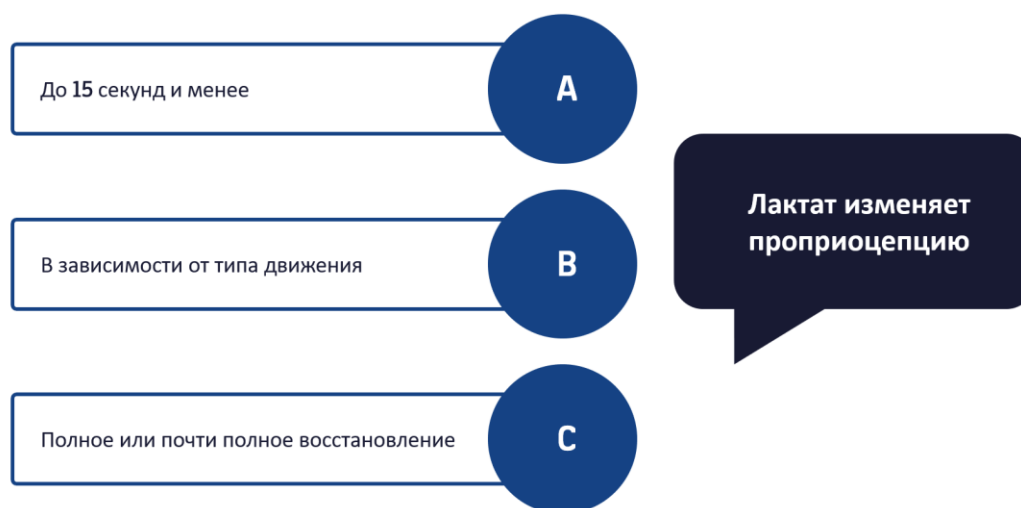 До 15 секунд и менее
A
В зависимости от типа движения
B
Полное или почти полное восстановление
C
Лактат изменяет
проприоцепцию